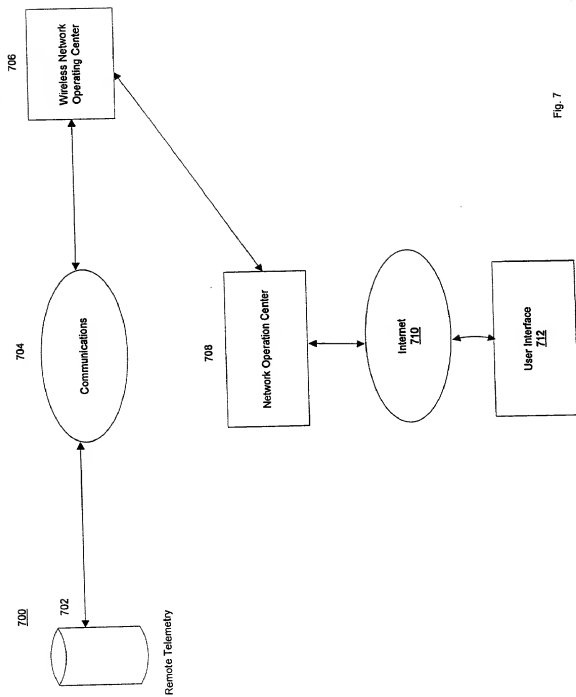 700
702
Remote Telemetry
704
Communications
706
Wireless Network
Operating Center
708
Network Operation Center
Internet
710
User Interface
712
Fig. 7